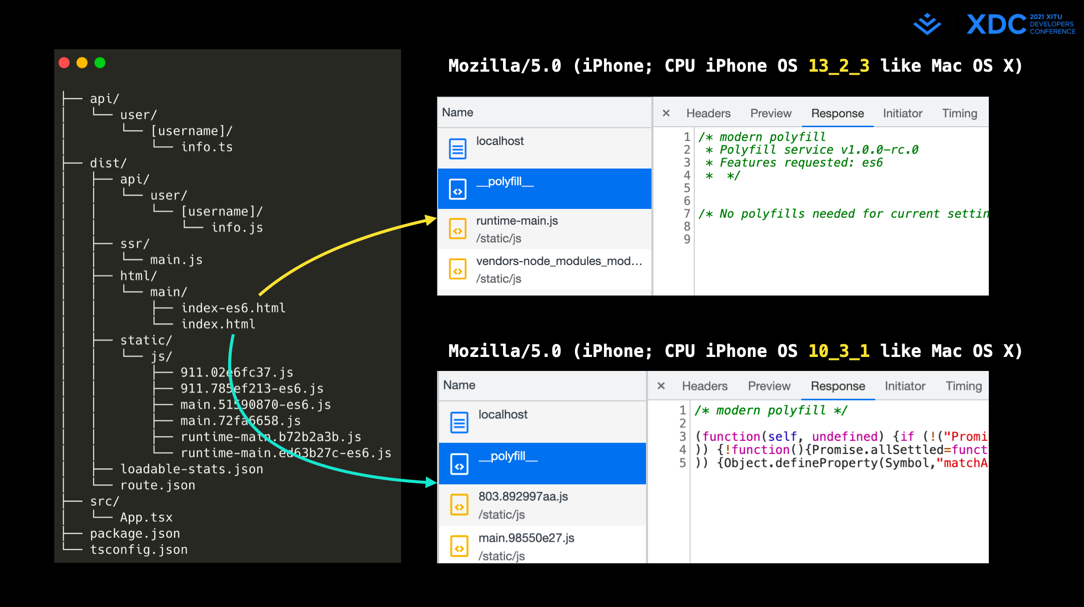 XDC 2021 XITU
DEVELOPERS
CONFERENCE
├── api/
│   └── user/
│       └── [username]/
│           └── info.ts
├── dist/
│   ├── api/
│   │   └── user/
│   │       └── [username]/
│   │           └── info.js
│   ├── ssr/
│   │   └── main.js
│   ├── html/
│   │   └── main/
│   │       ├── index-es6.html
│   │       └── index.html
│   ├── static/
│   │   └── js/
│   │       ├── 911.02e6fc37.js
│   │       ├── 911.785ef213-es6.js
│   │       ├── main.51590870-es6.js
│   │       ├── main.72fa6658.js
│   │       ├── runtime-main.b72b2a3b.js
│   │       └── runtime-main.ed63b27c-es6.js
│   ├── loadable-stats.json
│   └── route.json
├── src/
│   └── App.tsx
├── package.json
└── tsconfig.json
Mozilla/5.0 (iPhone; CPU iPhone OS 13_2_3 like Mac OS X)
Name
localhost
__polyfill__
runtime-main.js
/static/js
vendors-node_modules_mod...
/static/js
× Headers Preview Response Initiator Timing
1 /* modern polyfill
2  * Polyfill service v1.0.0-rc.0
3  * Features requested: es6
4  *  */
5
6
7 /* No polyfills needed for current settin
8
9
Mozilla/5.0 (iPhone; CPU iPhone OS 10_3_1 like Mac OS X)
Name
localhost
__polyfill__
803.892997aa.js
/static/js
main.98550e27.js
/static/js
× Headers Preview Response Initiator Timing
1 /* modern polyfill */
2
3 (function(self, undefined) {if (!("Promi
4 )) {!function(){Promise.allSettled=funct
5 )) {Object.defineProperty(Symbol,"matchA